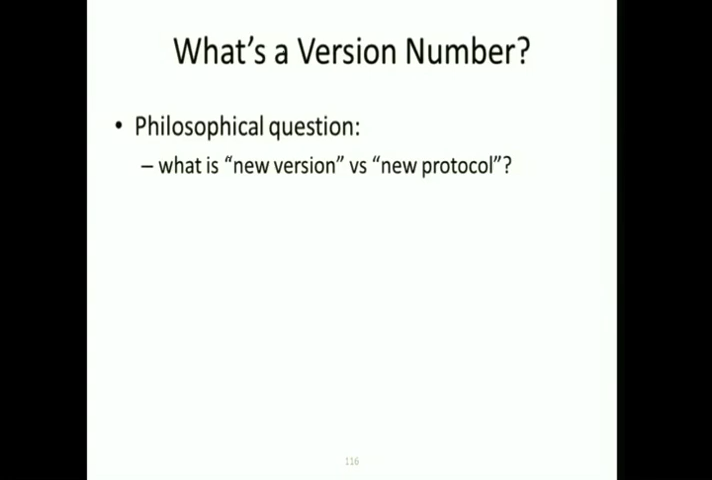 What's a Version Number?
• Philosophical question:
– what is “new version” vs “new protocol”?
116